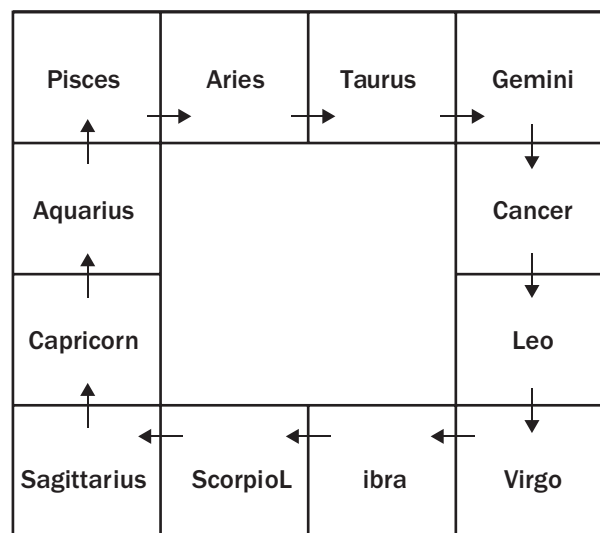 Pisces Aries Taurus Gemini
Aquarius Cancer
Capricorn Leo
Sagittarius ScorpioL ibra Virgo